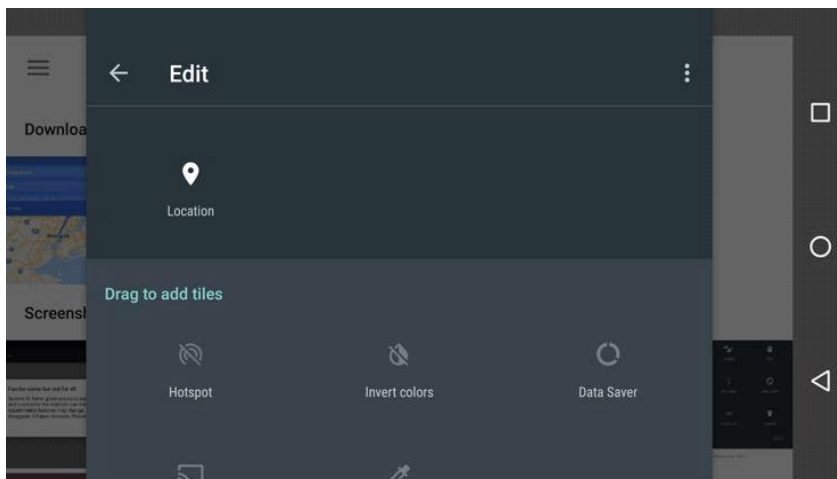 Edit
Downloa
Location
Drag to add tiles
Screensh
Hotspot
Invert colors
Data Saver